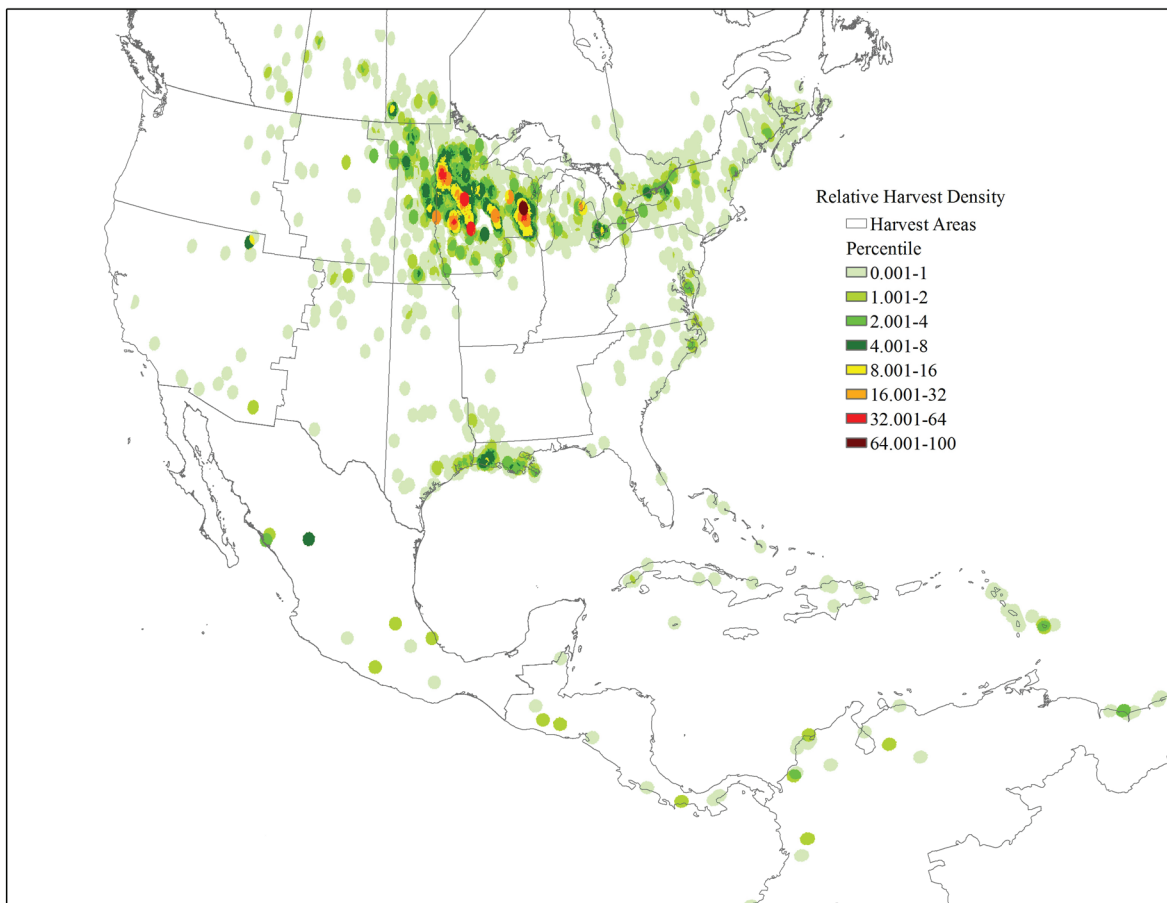 Relative Harvest Density
Harvest Areas
Percentile
0.001-1
1.001-2
2.001-4
4.001-8
8.001-16
16.001-32
32.001-64
64.001-100